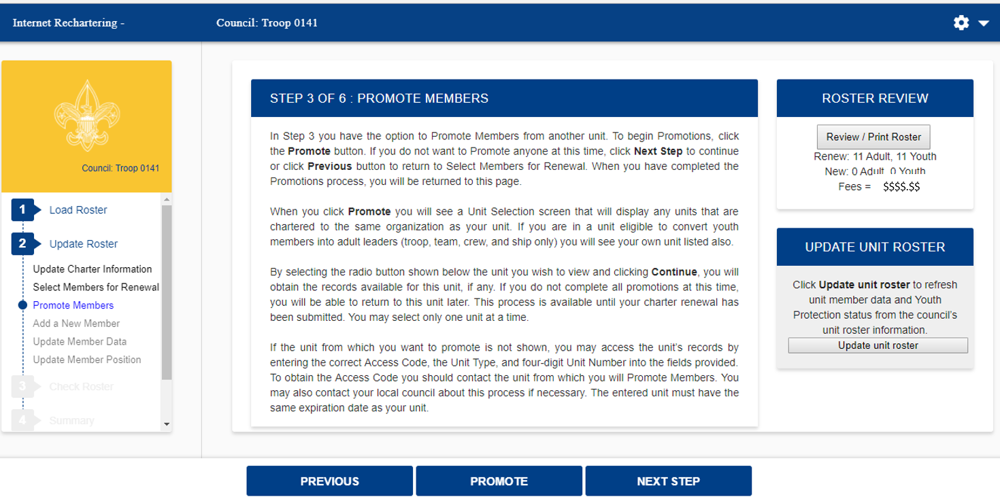 Internet Rechartering -
Council: Troop 0141
Council: Troop 0141
1 Load Roster
2 Update Roster
Update Charter Information
Select Members for Renewal
Promote Members
Add a New Member
Update Member Data
Update Member Position
3 Check Roster
4 Summary
STEP 3 OF 6 : PROMOTE MEMBERS
In Step 3 you have the option to Promote Members from another unit. To begin Promotions, click
the Promote button. If you do not want to Promote anyone at this time, click Next Step to continue
or click Previous button to return to Select Members for Renewal. When you have completed the
Promotions process, you will be returned to this page.
When you click Promote you will see a Unit Selection screen that will display any units that are
chartered to the same organization as your unit. If you are in a unit eligible to convert youth
members into adult leaders (troop, team, crew, and ship only) you will see your own unit listed also.
By selecting the radio button shown below the unit you wish to view and clicking Continue, you will
obtain the records available for this unit, if any. If you do not complete all promotions at this time,
you will be able to return to this unit later. This process is available until your charter renewal has
been submitted. You may select only one unit at a time.
If the unit from which you want to promote is not shown, you may access the unit's records by
entering the correct Access Code, the Unit Type, and four-digit Unit Number into the fields provided.
To obtain the Access Code you should contact the unit from which you will Promote Members. You
may also contact your local council about this process if necessary. The entered unit must have the
same expiration date as your unit.
ROSTER REVIEW
Review / Print Roster
Renew: 11 Adult, 11 Youth
New: 0 Adult, 0 Youth
Fees = $$$$.$$
UPDATE UNIT ROSTER
Click Update unit roster to refresh
unit member data and Youth
Protection status from the council's
unit roster information.
Update unit roster
PREVIOUS
PROMOTE
NEXT STEP